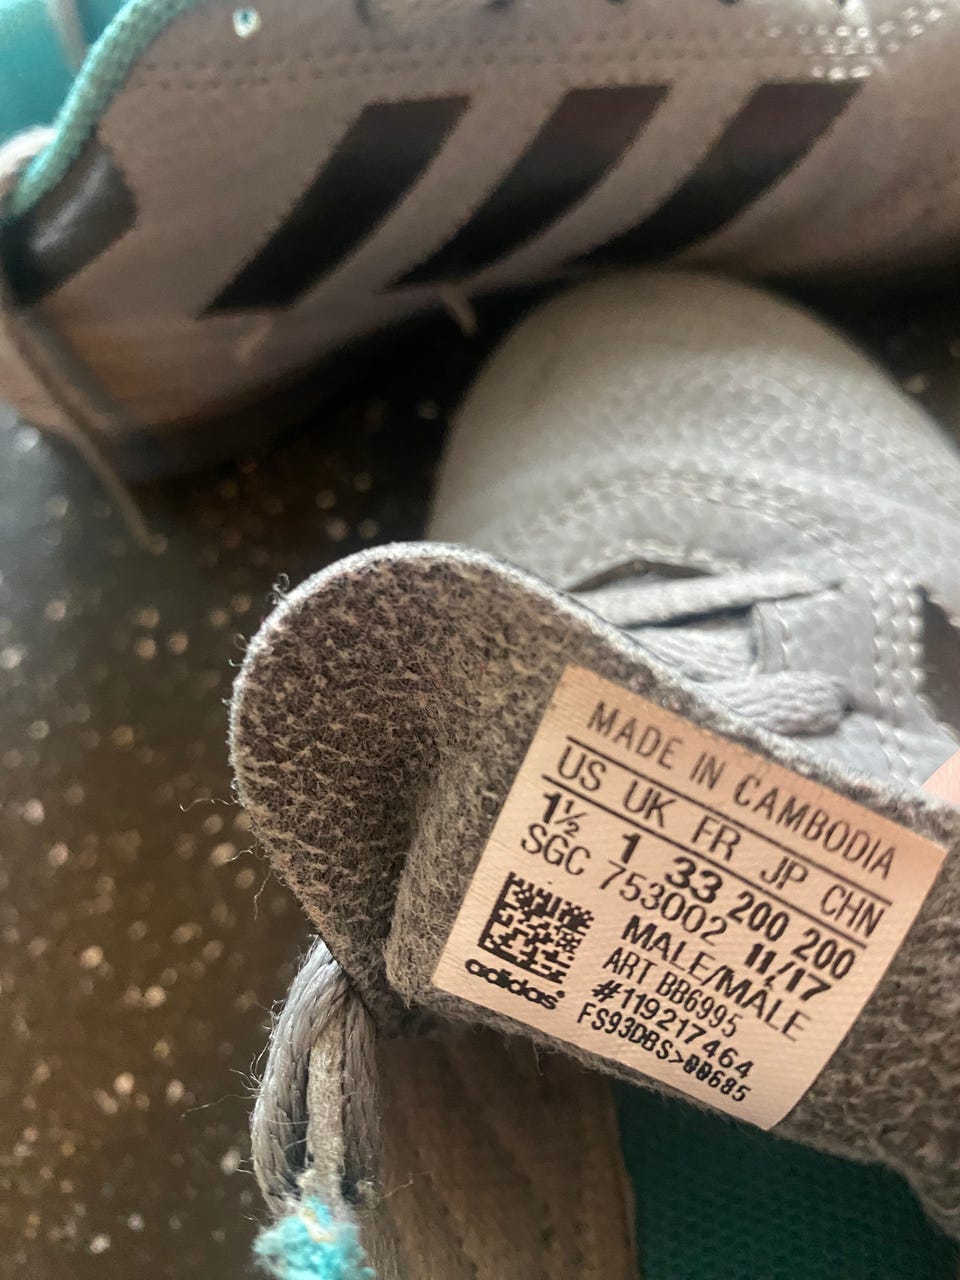 MADE IN CAMBODIA
US UK FR JP CHN
1½ 1 33 200 200
SGC 753002 11/17
MALE/MÂLE
ART BB6995
#119217464
FS93DBS>00685
adidas®